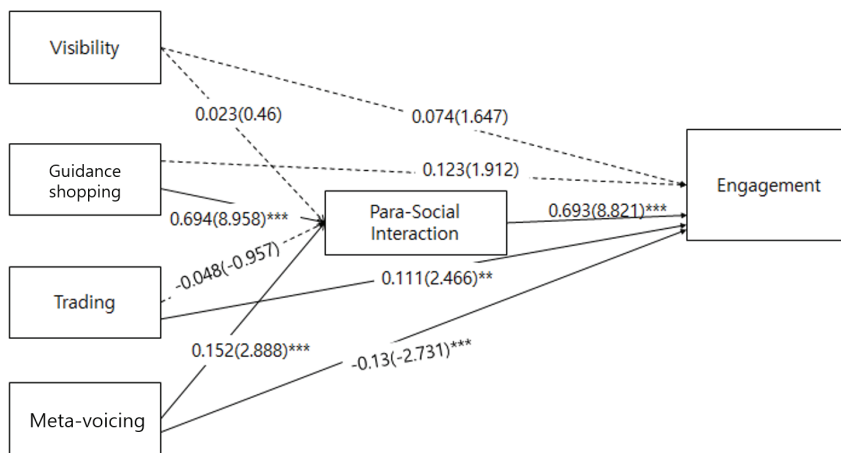 Visibility
0.023(0.46)
0.074(1.647)
Guidance
shopping
0.123(1.912)
Engagement
0.694(8.958)***
Para-Social
Interaction
0.693(8.821)***
-0.048(-0.957)
Trading
0.111(2.466)**
0.152(2.888)***
-0.13(-2.731)***
Meta-voicing